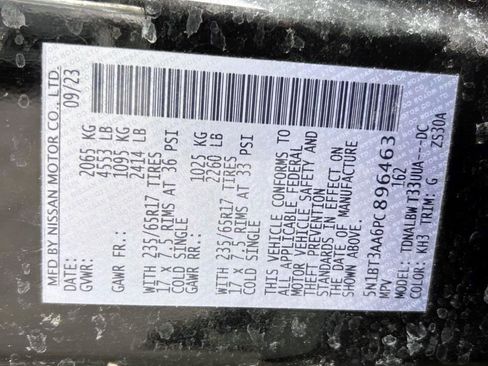 MFD BY NISSAN MOTOR CO., LTD.
DATE: 09/23
GVWR: 2065 KG
4553 LB
GAWR FR.: 1095 KG
2414 LB
WITH 235/65R17 TIRES
17 X 7.5 RIMS AT 36 PSI
COLD SINGLE
GAWR RR: 1025 KG
2260 LB
WITH 235/65R17 TIRES
17 X 7.5 RIMS AT 33 PSI
COLD SINGLE
THIS VEHICLE CONFORMS TO
ALL APPLICABLE FEDERAL
MOTOR VEHICLE SAFETY AND
THEFT PREVENTION
STANDARDS IN EFFECT ON
THE DATE OF MANUFACTURE
SHOWN ABOVE.
5N1BT3AA6PC896463
MPV 162
MODEL: TDNALBWT33UUA---DC
COLOR: KH3 TRIM: G ZS30A